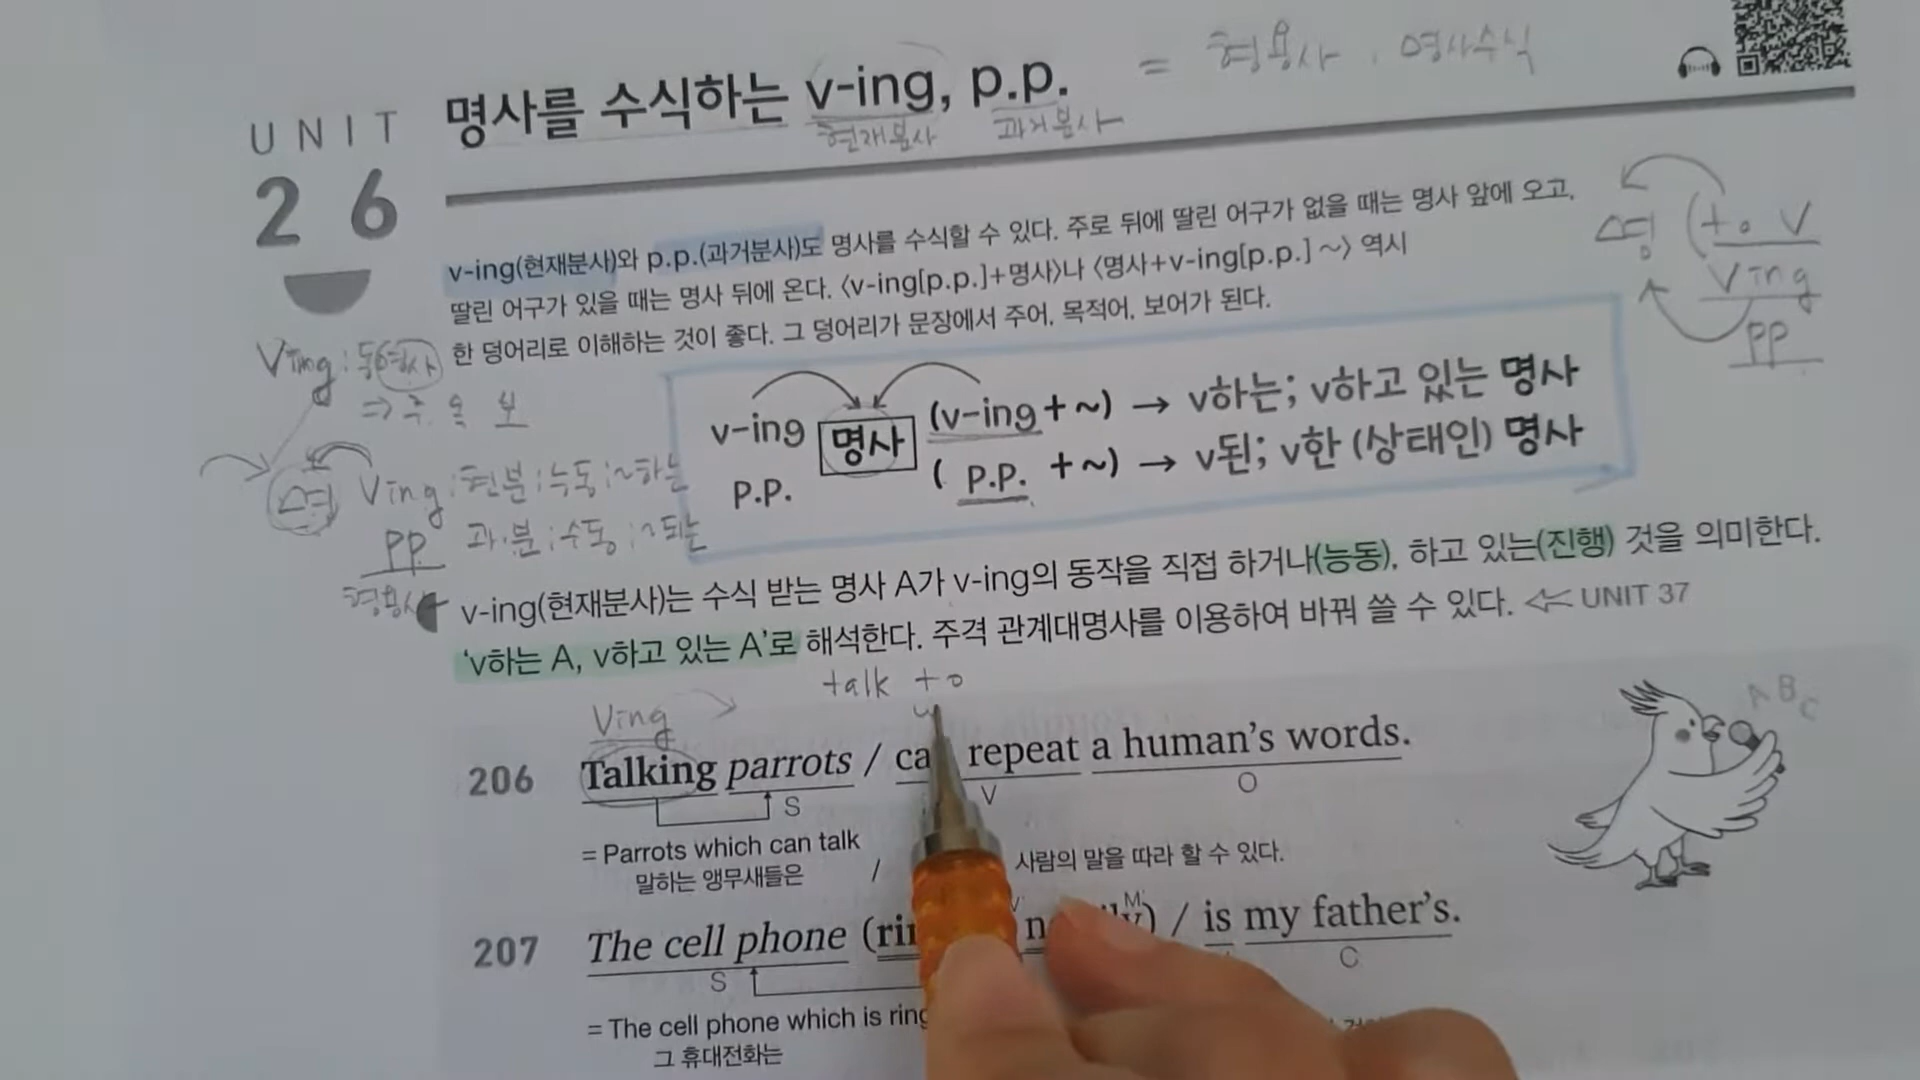 명사를 수식하는 v-ing, p.p. = 형용사 . 명사수식
현재분사 과거분사
UNIT
26
v-ing(현재분사)와 p.p.(과거분사)도 명사를 수식할 수 있다. 주로 뒤에 딸린 어구가 없을 때는 명사 앞에 오고,
딸린 어구가 있을 때는 명사 뒤에 온다. 〈v-ing[p.p.]+명사〉나 〈명사+v-ing[p.p.] ~〉 역시
한 덩어리로 이해하는 것이 좋다. 그 덩어리가 문장에서 주어, 목적어, 보어가 된다.
명 (to V
Ving
pp
Ving : 동명사
⇒ 주 목 보
명 Ving : 현분 : 능동 : ~하는
pp 과.분 : 수동 : ~되는
형용사
v-ing 명사 (v-ing+~) → v하는; v하고 있는 명사
p.p. ( p.p. +~) → v된; v한 (상태인) 명사
v-ing(현재분사)는 수식 받는 명사 A가 v-ing의 동작을 직접 하거나(능동), 하고 있는(진행) 것을 의미한다.
‘v하는 A, v하고 있는 A’로 해석한다. 주격 관계대명사를 이용하여 바꿔 쓸 수 있다. UNIT 37
talk to
Ving
206 Talking parrots / ca repeat a human’s words.
S V O
= Parrots which can talk
말하는 앵무새들은 / 사람의 말을 따라 할 수 있다.
A B C
M
207 The cell phone (rin / is my father’s.
S C
= The cell phone which is ring
그 휴대전화는